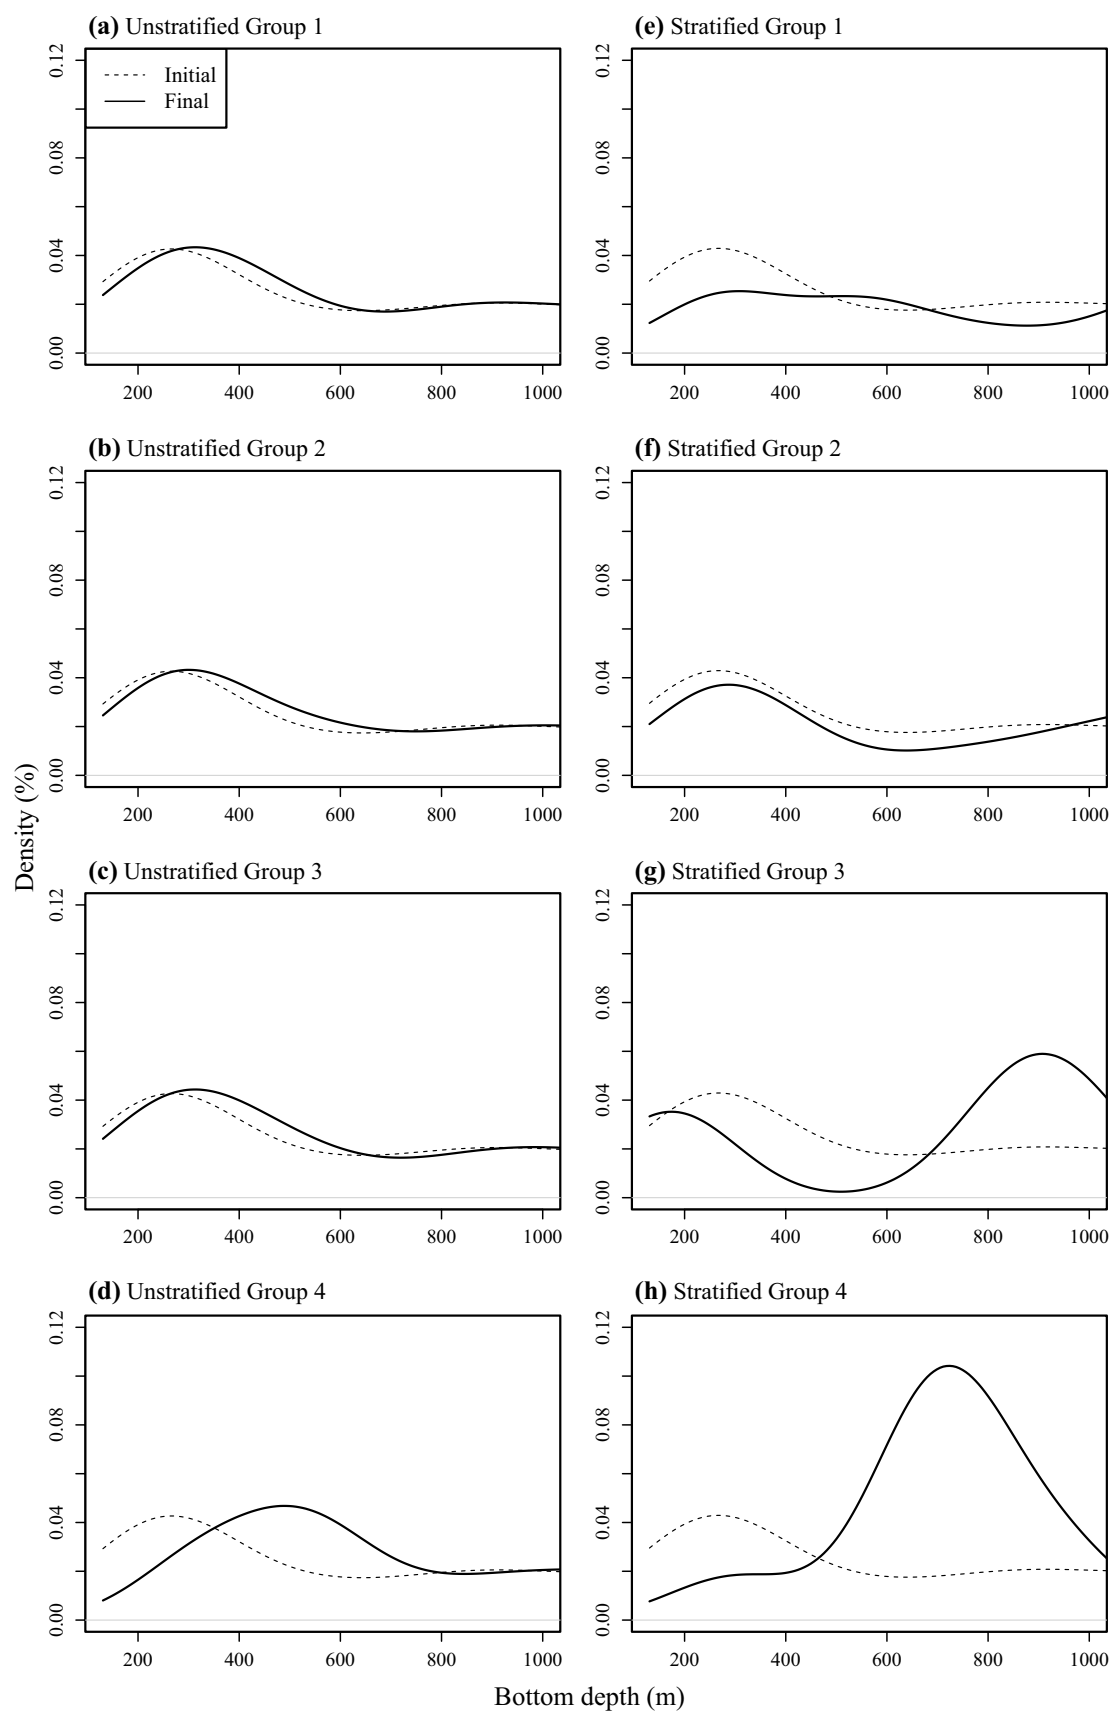 (a) Unstratified Group 1
Initial
Final
0.12
0.08
0.04
0.00
200 400 600 800 1000
(e) Stratified Group 1
0.12
0.08
0.04
0.00
200 400 600 800 1000
(b) Unstratified Group 2
0.12
0.08
0.04
0.00
200 400 600 800 1000
(f) Stratified Group 2
0.12
0.08
0.04
0.00
200 400 600 800 1000
Density (%)
(c) Unstratified Group 3
0.12
0.08
0.04
0.00
200 400 600 800 1000
(g) Stratified Group 3
0.12
0.08
0.04
0.00
200 400 600 800 1000
(d) Unstratified Group 4
0.12
0.08
0.04
0.00
200 400 600 800 1000
(h) Stratified Group 4
0.12
0.08
0.04
0.00
200 400 600 800 1000
Bottom depth (m)